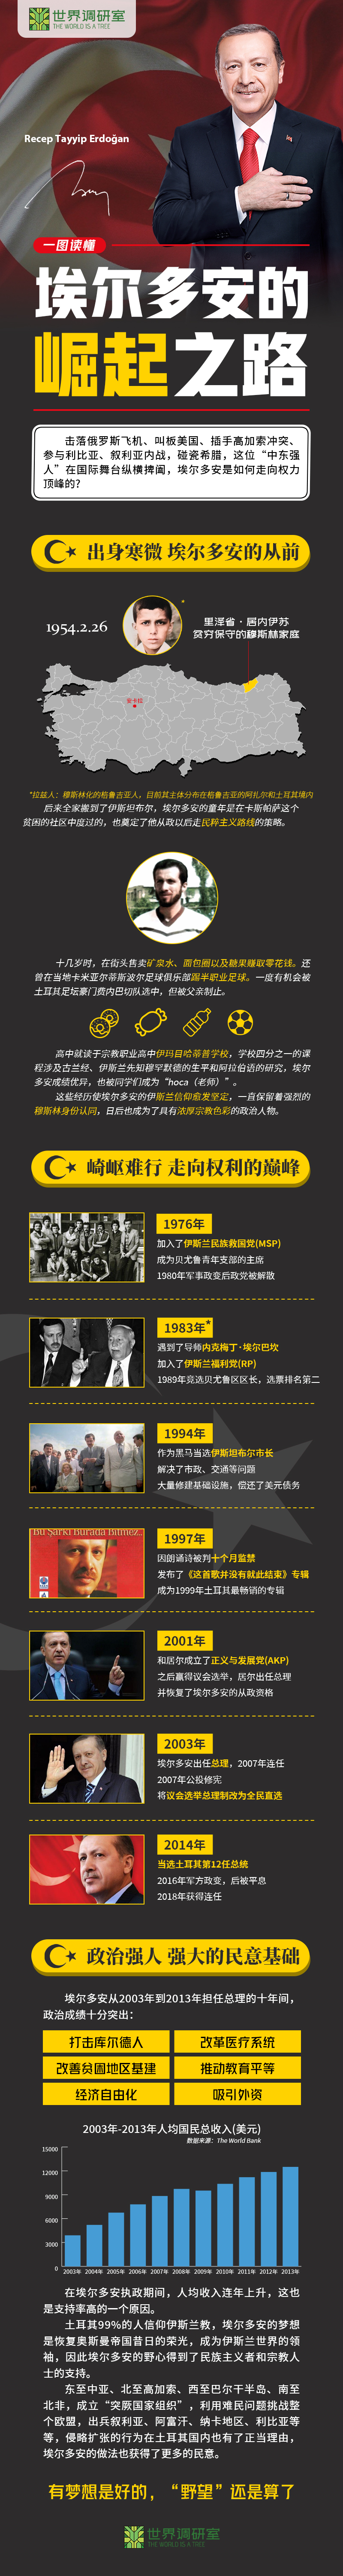 世界调研室
THE WORLD IS A TREE
Recep Tayyip Erdoğan
一图读懂
埃尔多安的
崛起之路
击落俄罗斯飞机、叫板美国、插手高加索冲突、
参与利比亚、叙利亚内战，碰瓷希腊，这位“中东强
人”在国际舞台纵横捭阖，埃尔多安是如何走向权力
顶峰的？
出身寒微 埃尔多安的从前
1954.2.26
*
里泽省·居内伊苏
贫穷保守的穆斯林家庭
安卡拉
*拉兹人：穆斯林化的格鲁吉亚人，目前其主体分布在格鲁吉亚的阿扎尔和土耳其境内
后来全家搬到了伊斯坦布尔，埃尔多安的童年是在卡斯帕萨这个
贫困的社区中度过的，也奠定了他从政以后走民粹主义路线的策略。
十几岁时，在街头售卖矿泉水、面包圈以及糖果赚取零花钱。还
曾在当地卡米亚尔蒂斯波尔足球俱乐部踢半职业足球。一度有机会被
土耳其足坛豪门费内巴切队选中，但被父亲制止。
高中就读于宗教职业高中伊玛目哈蒂普学校，学校四分之一的课
程涉及古兰经、伊斯兰先知穆罕默德的生平和阿拉伯语的研究，埃尔
多安成绩优异，也被同学们成为“hoca（老师）”。
这些经历使埃尔多安的伊斯兰信仰愈发坚定，一直保留着强烈的
穆斯林身份认同，日后也成为了具有浓厚宗教色彩的政治人物。
崎岖难行 走向权利的巅峰
1976年
加入了伊斯兰民族救国党(MSP)
成为贝尤鲁青年支部的主席
1980年军事政变后政党被解散
1983年*
遇到了导师内克梅丁·埃尔巴坎
加入了伊斯兰福利党(RP)
1989年竞选贝尤鲁区区长，选票排名第二
1994年
作为黑马当选伊斯坦布尔市长
解决了市政、交通等问题
大量修建基础设施，偿还了美元债务
Bu Şarkı Burada Bitmez..
1997年
因朗诵诗被判十个月监禁
发布了《这首歌并没有就此结束》专辑
成为1999年土耳其最畅销的专辑
2001年
和居尔成立了正义与发展党(AKP)
之后赢得议会选举，居尔出任总理
并恢复了埃尔多安的从政资格
2003年
埃尔多安出任总理，2007年连任
2007年公投修宪
将议会选举总理制改为全民直选
2014年
当选土耳其第12任总统
2016年军方政变，后被平息
2018年获得连任
政治强人 强大的民意基础
埃尔多安从2003年到2013年担任总理的十年间，
政治成绩十分突出：
打击库尔德人 改革医疗系统
改善贫困地区基建 推动教育平等
经济自由化 吸引外资
2003年-2013年人均国民总收入(美元)
数据来源：The World Bank
15000
12000
9000
6000
3000
0
2003年 2004年 2005年 2006年 2007年 2008年 2009年 2010年 2011年 2012年 2013年
在埃尔多安执政期间，人均收入连年上升，这也
是支持率高的一个原因。
土耳其99%的人信仰伊斯兰教，埃尔多安的梦想
是恢复奥斯曼帝国昔日的荣光，成为伊斯兰世界的领
袖，因此埃尔多安的野心得到了民族主义者和宗教人
士的支持。
东至中亚、北至高加索、西至巴尔干半岛、南至
北非，成立“突厥国家组织”，利用难民问题挑战整
个欧盟，出兵叙利亚、阿富汗、纳卡地区、利比亚等
等，侵略扩张的行为在土耳其国内也有了正当理由，
埃尔多安的做法也获得了更多的民意。
有梦想是好的，“野望”还是算了
世界调研室
THE WORLD IS A TREE